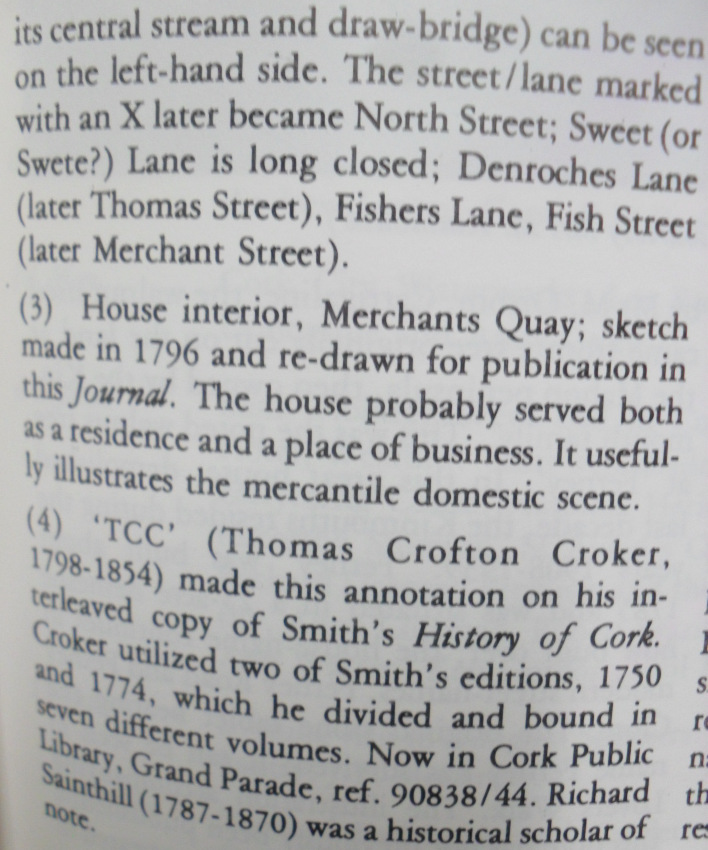 its central stream and draw-bridge) can be seen
on the left-hand side. The street/lane marked
with an X later became North Street; Sweet (or
Swete?) Lane is long closed; Denroches Lane
(later Thomas Street), Fishers Lane, Fish Street
(later Merchant Street).
(3) House interior, Merchants Quay; sketch
made in 1796 and re-drawn for publication in
this Journal. The house probably served both
as a residence and a place of business. It useful-
ly illustrates the mercantile domestic scene.
(4) ‘TCC’ (Thomas Crofton Croker,
1798-1854) made this annotation on his in-
terleaved copy of Smith’s History of Cork.
Croker utilized two of Smith’s editions, 1750
and 1774, which he divided and bound in
seven different volumes. Now in Cork Public
Library, Grand Parade, ref. 90838/44. Richard
Sainthill (1787-1870) was a historical scholar of
note.